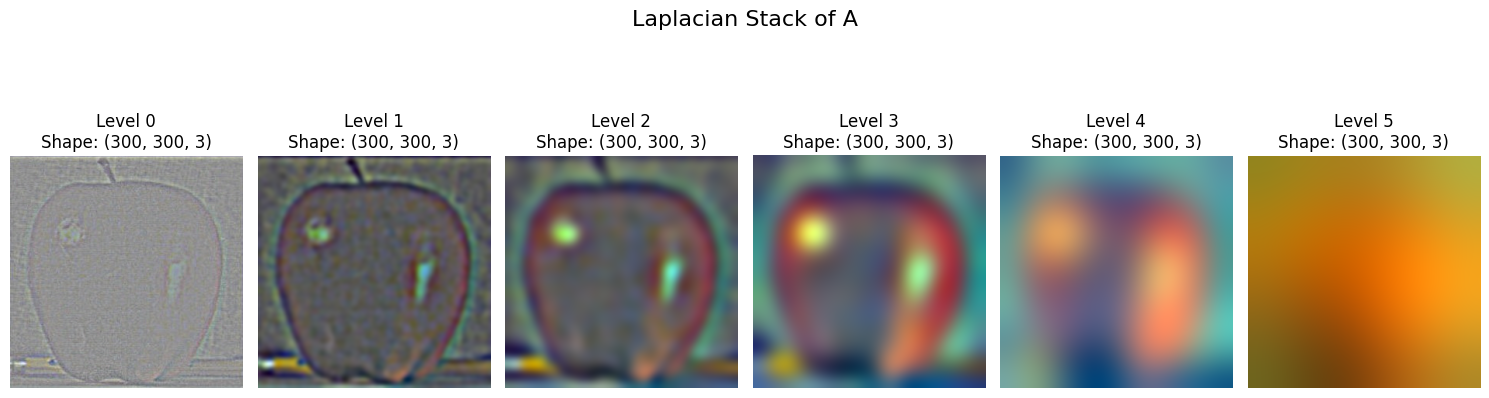 Laplacian Stack of A
Level 0
Shape: (300, 300, 3)
Level 1
Shape: (300, 300, 3)
Level 2
Shape: (300, 300, 3)
Level 3
Shape: (300, 300, 3)
Level 4
Shape: (300, 300, 3)
Level 5
Shape: (300, 300, 3)